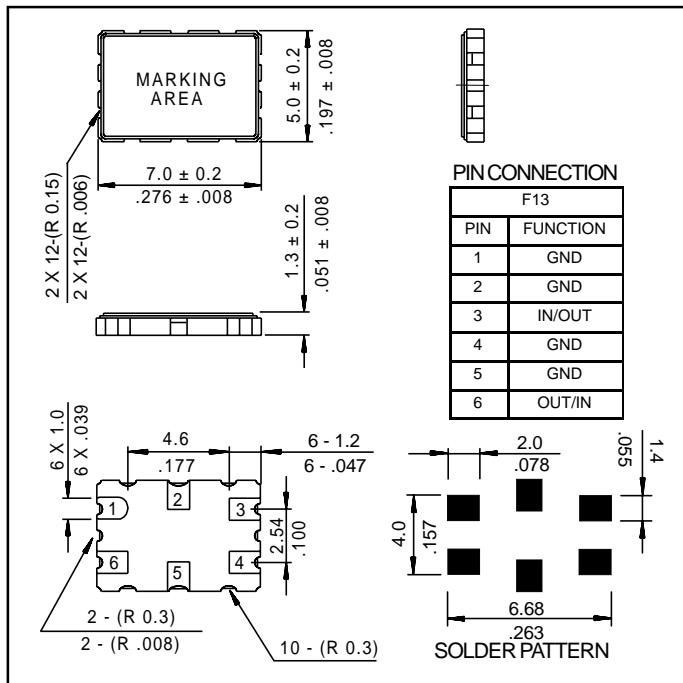 MARKING
AREA
5.0 ± 0.2
.197 ± .008
7.0 ± 0.2
.276 ± .008
2 X 12-(R 0.15)
2 X 12-(R .006)
1.3 ± 0.2
.051 ± .008
PIN CONNECTION
F13
PIN FUNCTION
1 GND
2 GND
3 IN/OUT
4 GND
5 GND
6 OUT/IN
6 X 1.0
6 X .039
4.6
.177
6 - 1.2
6 - .047
1
2
3
6
5
4
2.54
.100
2 - (R 0.3)
2 - (R .008)
10 - (R 0.3)
2.0
.078
1.4
.055
4.0
.157
6.68
.263
SOLDER PATTERN